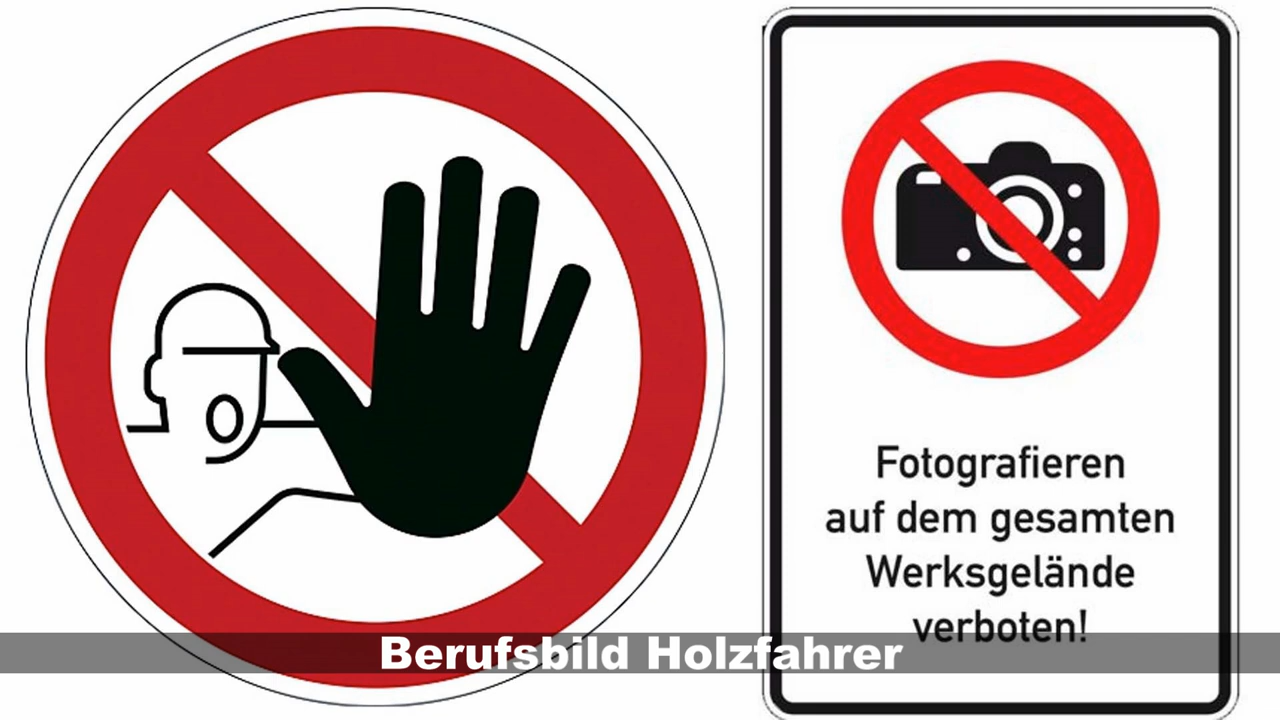 Fotografieren
auf dem gesamten
Werksgelände
verboten!
Berufsbild Holzfahrer